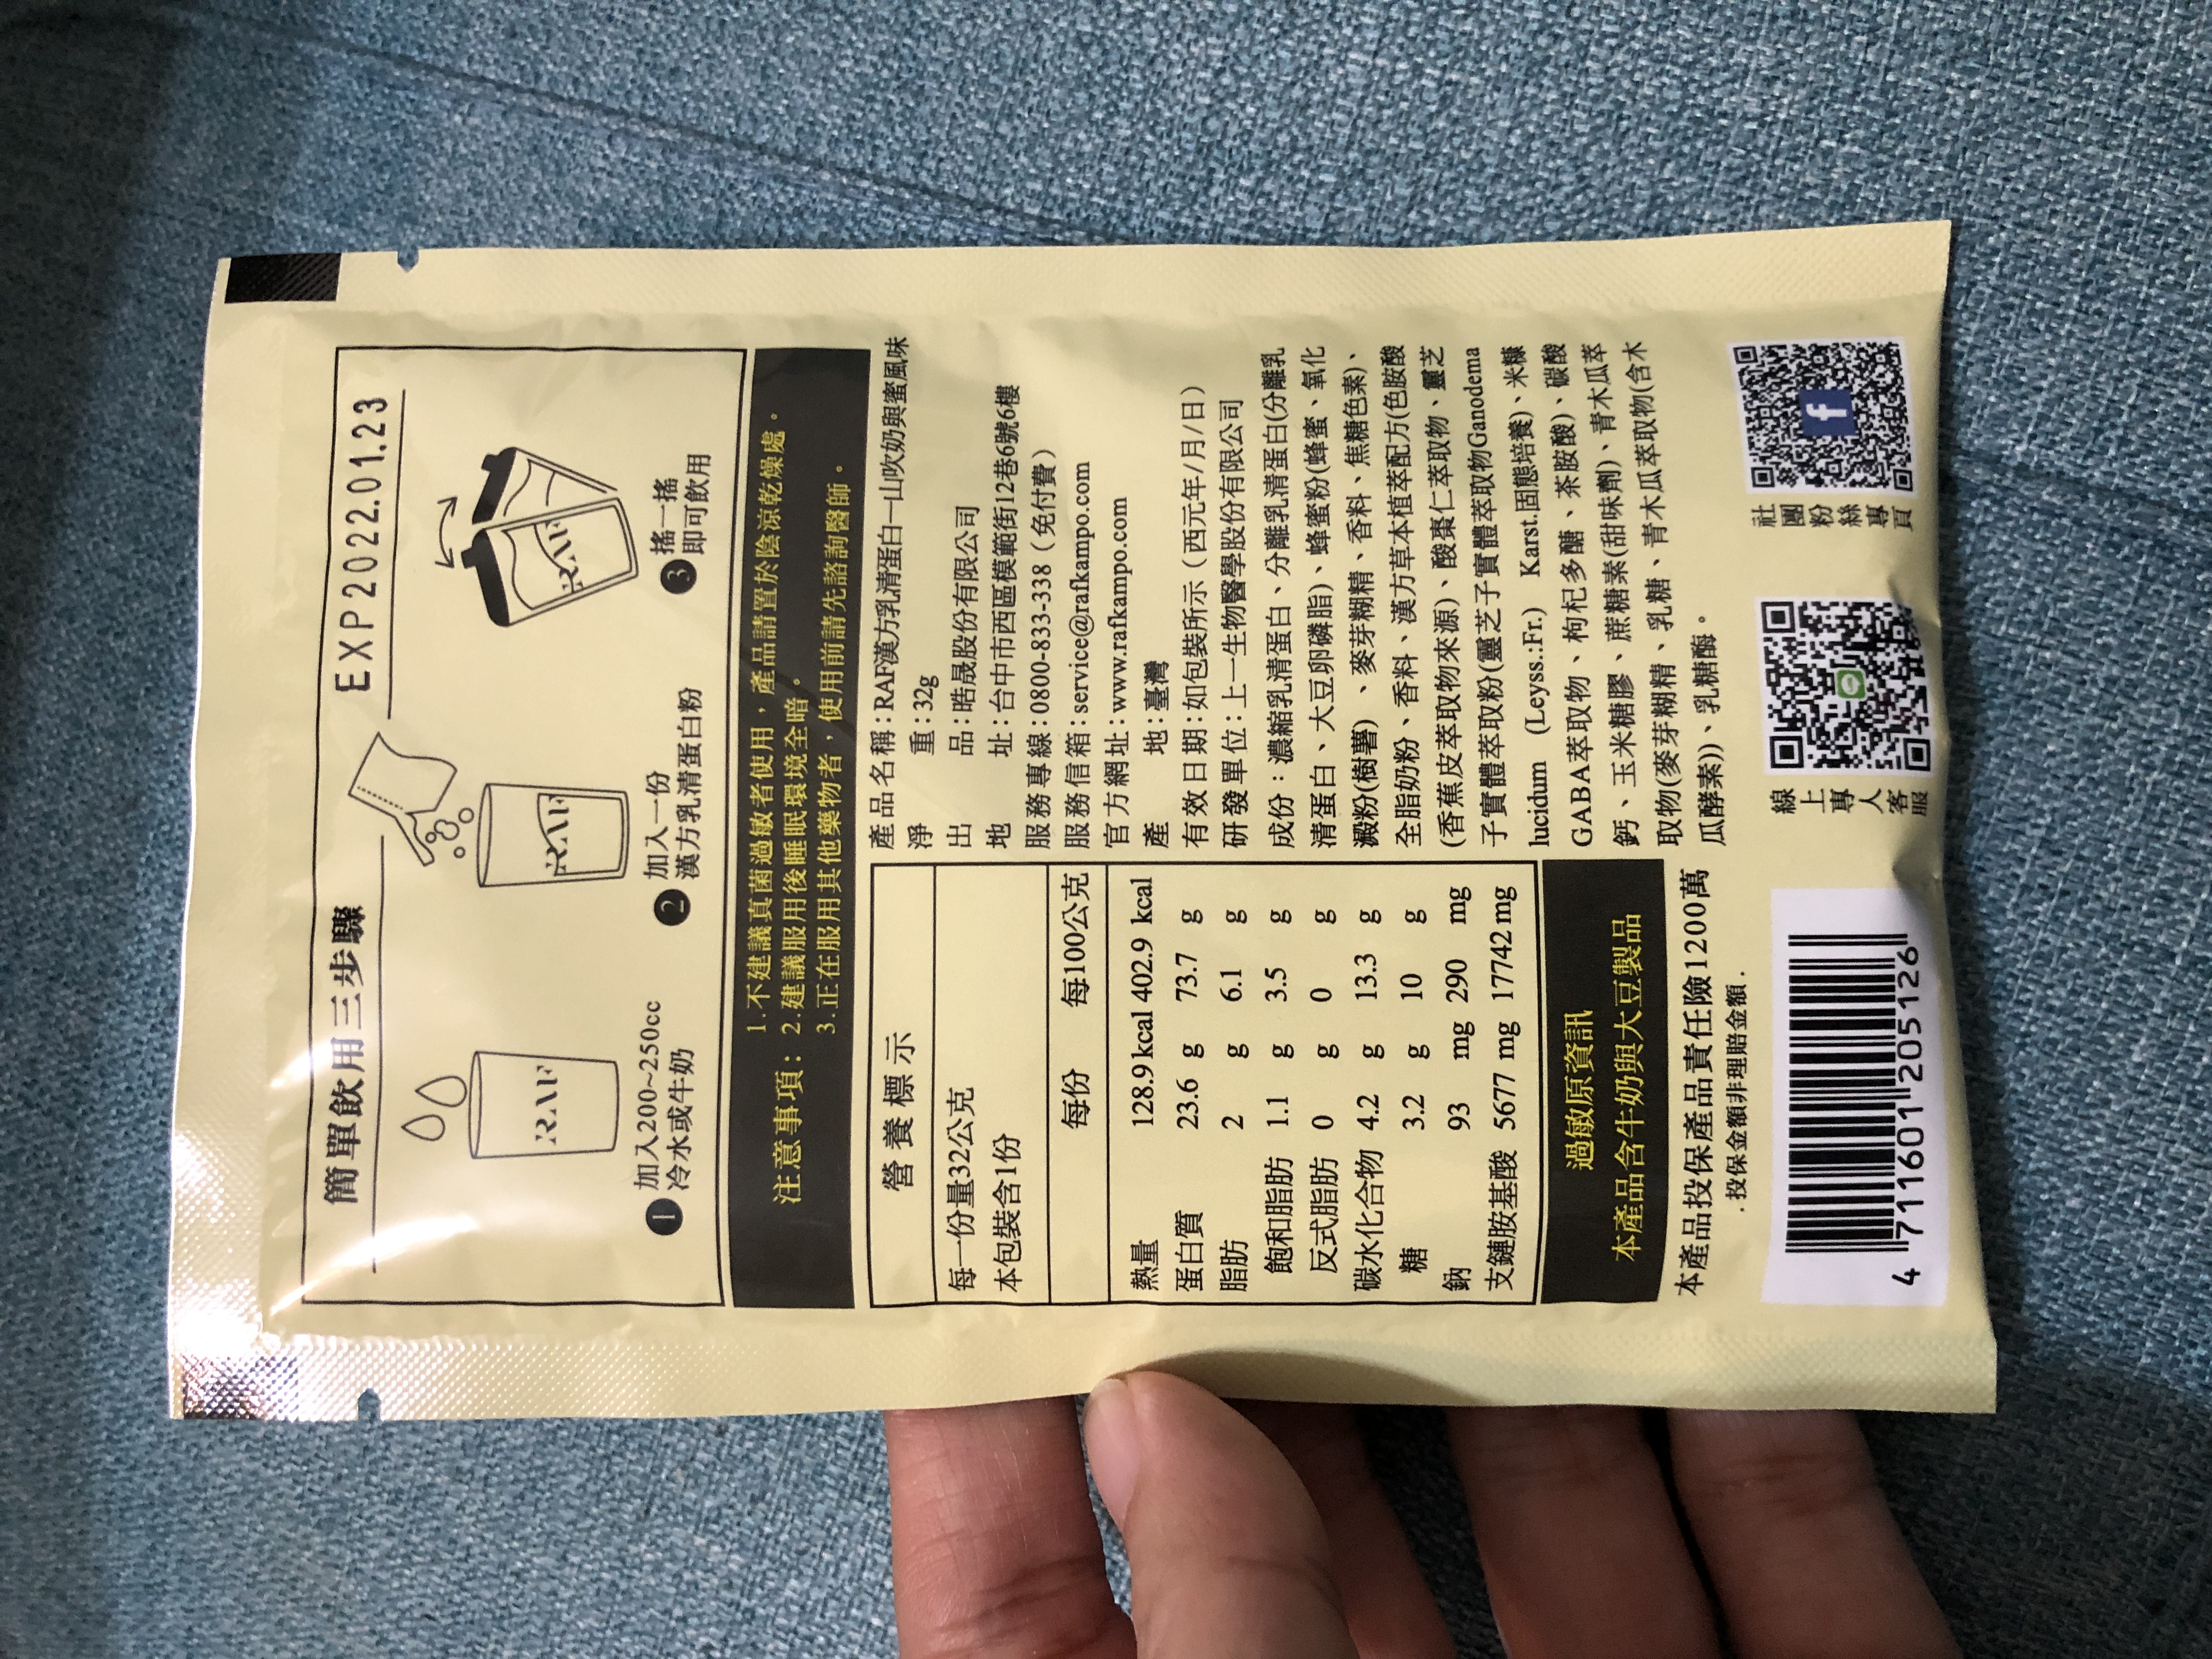 EXP 2022.01.23
簡單飲用三步驟
RAF
RAF
RAF
1 加入200~250cc
冷水或牛奶
2 加入一份
漢方乳清蛋白粉
3 搖一搖
即可飲用
注意事項：1.不建議真菌過敏者使用，產品請置於陰涼乾燥處。
2.建議服用後睡眠環境全暗。
3.正在服用其他藥物者，使用前請先諮詢醫師。
營養標示
每一份量32公克
本包裝含1份
每份 每100公克
熱量 128.9 kcal 402.9 kcal
蛋白質 23.6 g 73.7 g
脂肪 2 g 6.1 g
飽和脂肪 1.1 g 3.5 g
反式脂肪 0 g 0 g
碳水化合物 4.2 g 13.3 g
糖 3.2 g 10 g
鈉 93 mg 290 mg
支鏈胺基酸 5677 mg 17742 mg
過敏原資訊
本產品含牛奶與大豆製品
本產品投保產品責任險1200萬
.投保金額非理賠金額.
4 711601 205126
產品名稱：RAF漢方乳清蛋白—山吹奶與蜜風味
淨重：32g
出品：晧晟股份有限公司
地址：台中市西區模範街12巷6號6樓
服務專線：0800-833-338（免付費）
服務信箱：service@rafkampo.com
官方網址：www.rafkampo.com
產地：臺灣
有效日期：如包裝所示（西元年/月/日）
研發單位：上一生物醫學股份有限公司
成份：濃縮乳清蛋白、分離乳清蛋白(分離乳
清蛋白、大豆卵磷脂)、蜂蜜粉(蜂蜜、氧化
澱粉(樹薯)、麥芽糊精、香料、焦糖色素)、
全脂奶粉、香料、漢方草本植萃配方(色胺酸
(香蕉皮萃取物來源)、酸棗仁萃取物、靈芝
子實體萃取粉(靈芝子實體萃取物Ganodema
lucidum (Leyss.:Fr.) Karst.固態培養)、米糠
GABA萃取物、枸杞多醣、茶胺酸)、碳酸
鈣、玉米糖膠、蔗糖素(甜味劑)、青木瓜萃
取物(麥芽糊精、乳糖、青木瓜萃取物(含木
瓜酵素))、乳糖酶。
線上專人客服
社團粉絲專頁